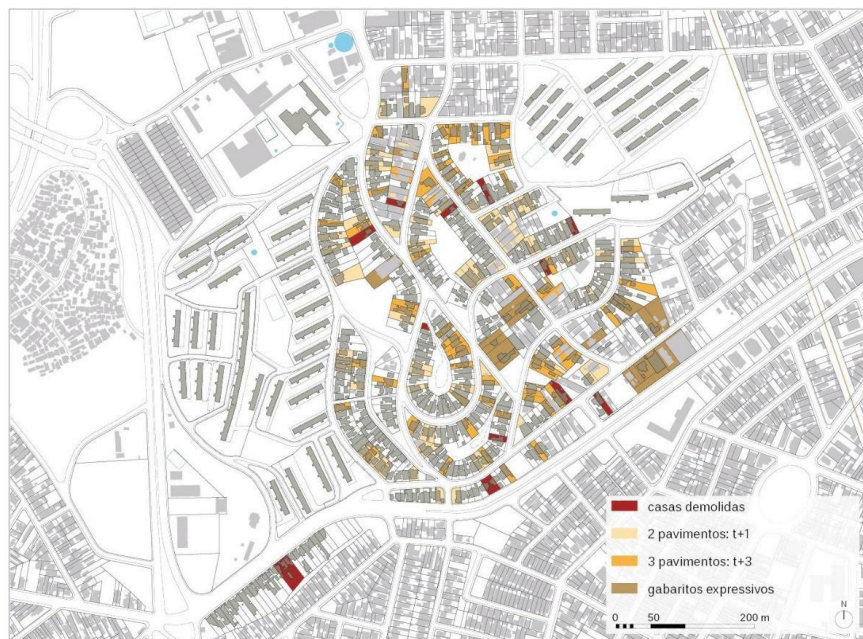 casas demolidas
2 pavimentos: t+1
3 pavimentos: t+3
gabaritos expressivos
0 50 200 m
N